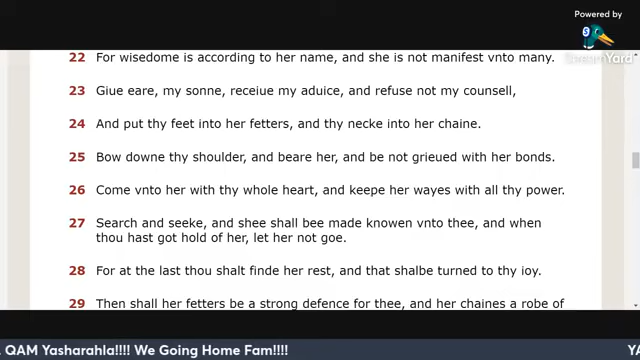 Powered by
StreamYard
22 For wisedome is according to her name, and she is not manifest vnto many.
23 Giue eare, my sonne, receiue my aduice, and refuse not my counsell,
24 And put thy feet into her fetters, and thy necke into her chaine.
25 Bow downe thy shoulder, and beare her, and be not grieued with her bonds.
26 Come vnto her with thy whole heart, and keepe her wayes with all thy power.
27 Search and seeke, and shee shall bee made knowen vnto thee, and when
thou hast got hold of her, let her not goe.
28 For at the last thou shalt finde her rest, and that shalbe turned to thy ioy.
29 Then shall her fetters be a strong defence for thee, and her chaines a robe of
QAM Yasharahla!!!! We Going Home Fam!!!!
YA